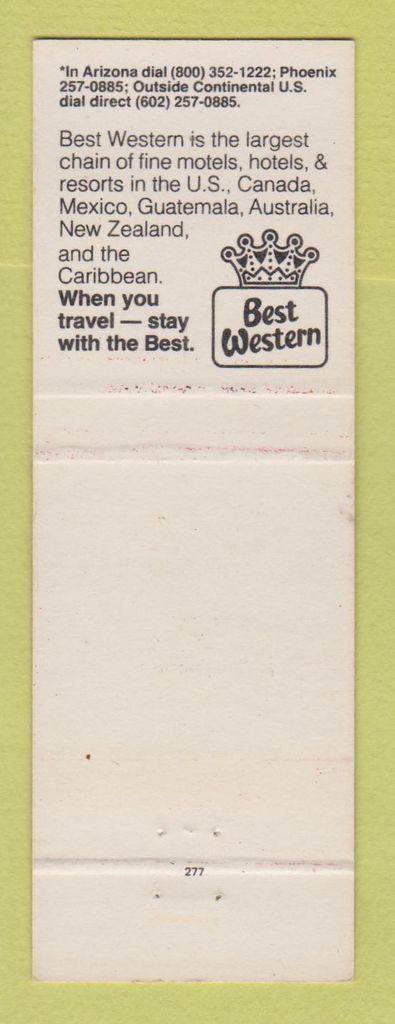 *In Arizona dial (800) 352-1222; Phoenix
257-0885; Outside Continental U.S.
dial direct (602) 257-0885.
Best Western is the largest
chain of fine motels, hotels, &
resorts in the U.S., Canada,
Mexico, Guatemala, Australia,
New Zealand,
and the
Caribbean.
When you
travel — stay
with the Best.
Best
Western
277